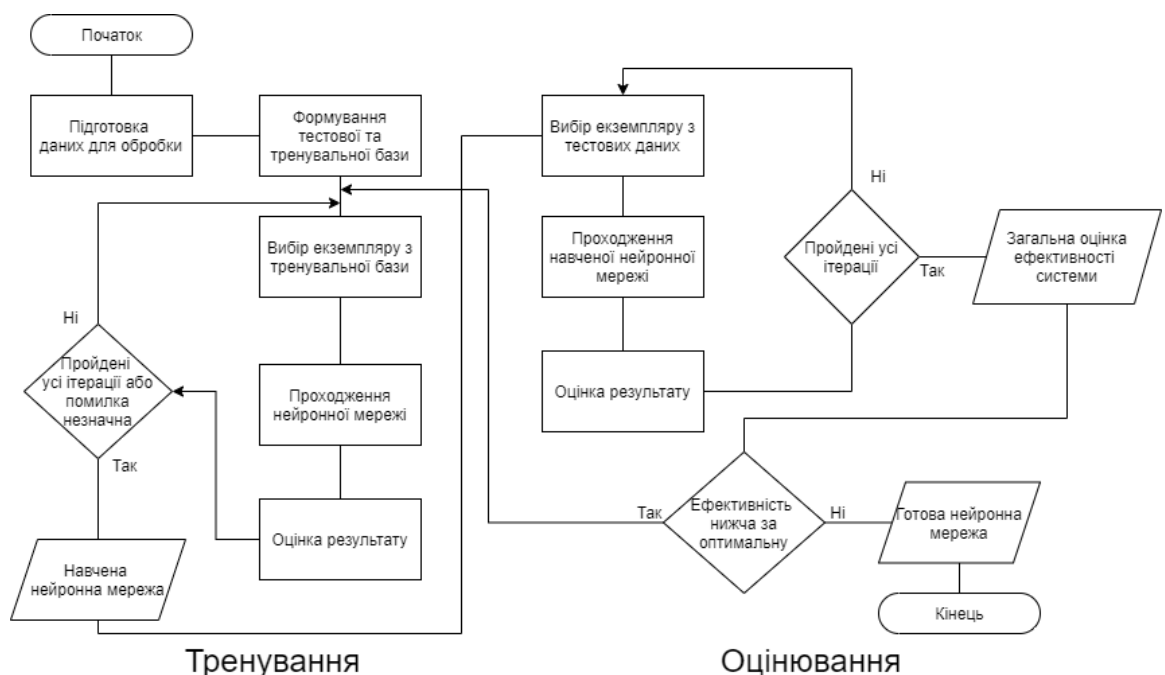 Початок
Підготовка
даних для обробки
Формування
тестової та
тренувальної бази
Вибір екземпляру з
тренувальної бази
Проходження
нейронної мережі
Оцінка результату
Ні
Пройдені
усі ітерації або
помилка
незначна
Так
Навчена
нейронна мережа
Тренування
Вибір екземпляру з
тестових даних
Проходження
навченої нейронної
мережі
Оцінка результату
Ні
Пройдені усі
ітерації
Так
Загальна оцінка
ефективності
системи
Так
Ефективність
нижча за
оптимальну
Ні
Готова нейронна
мережа
Кінець
Оцінювання